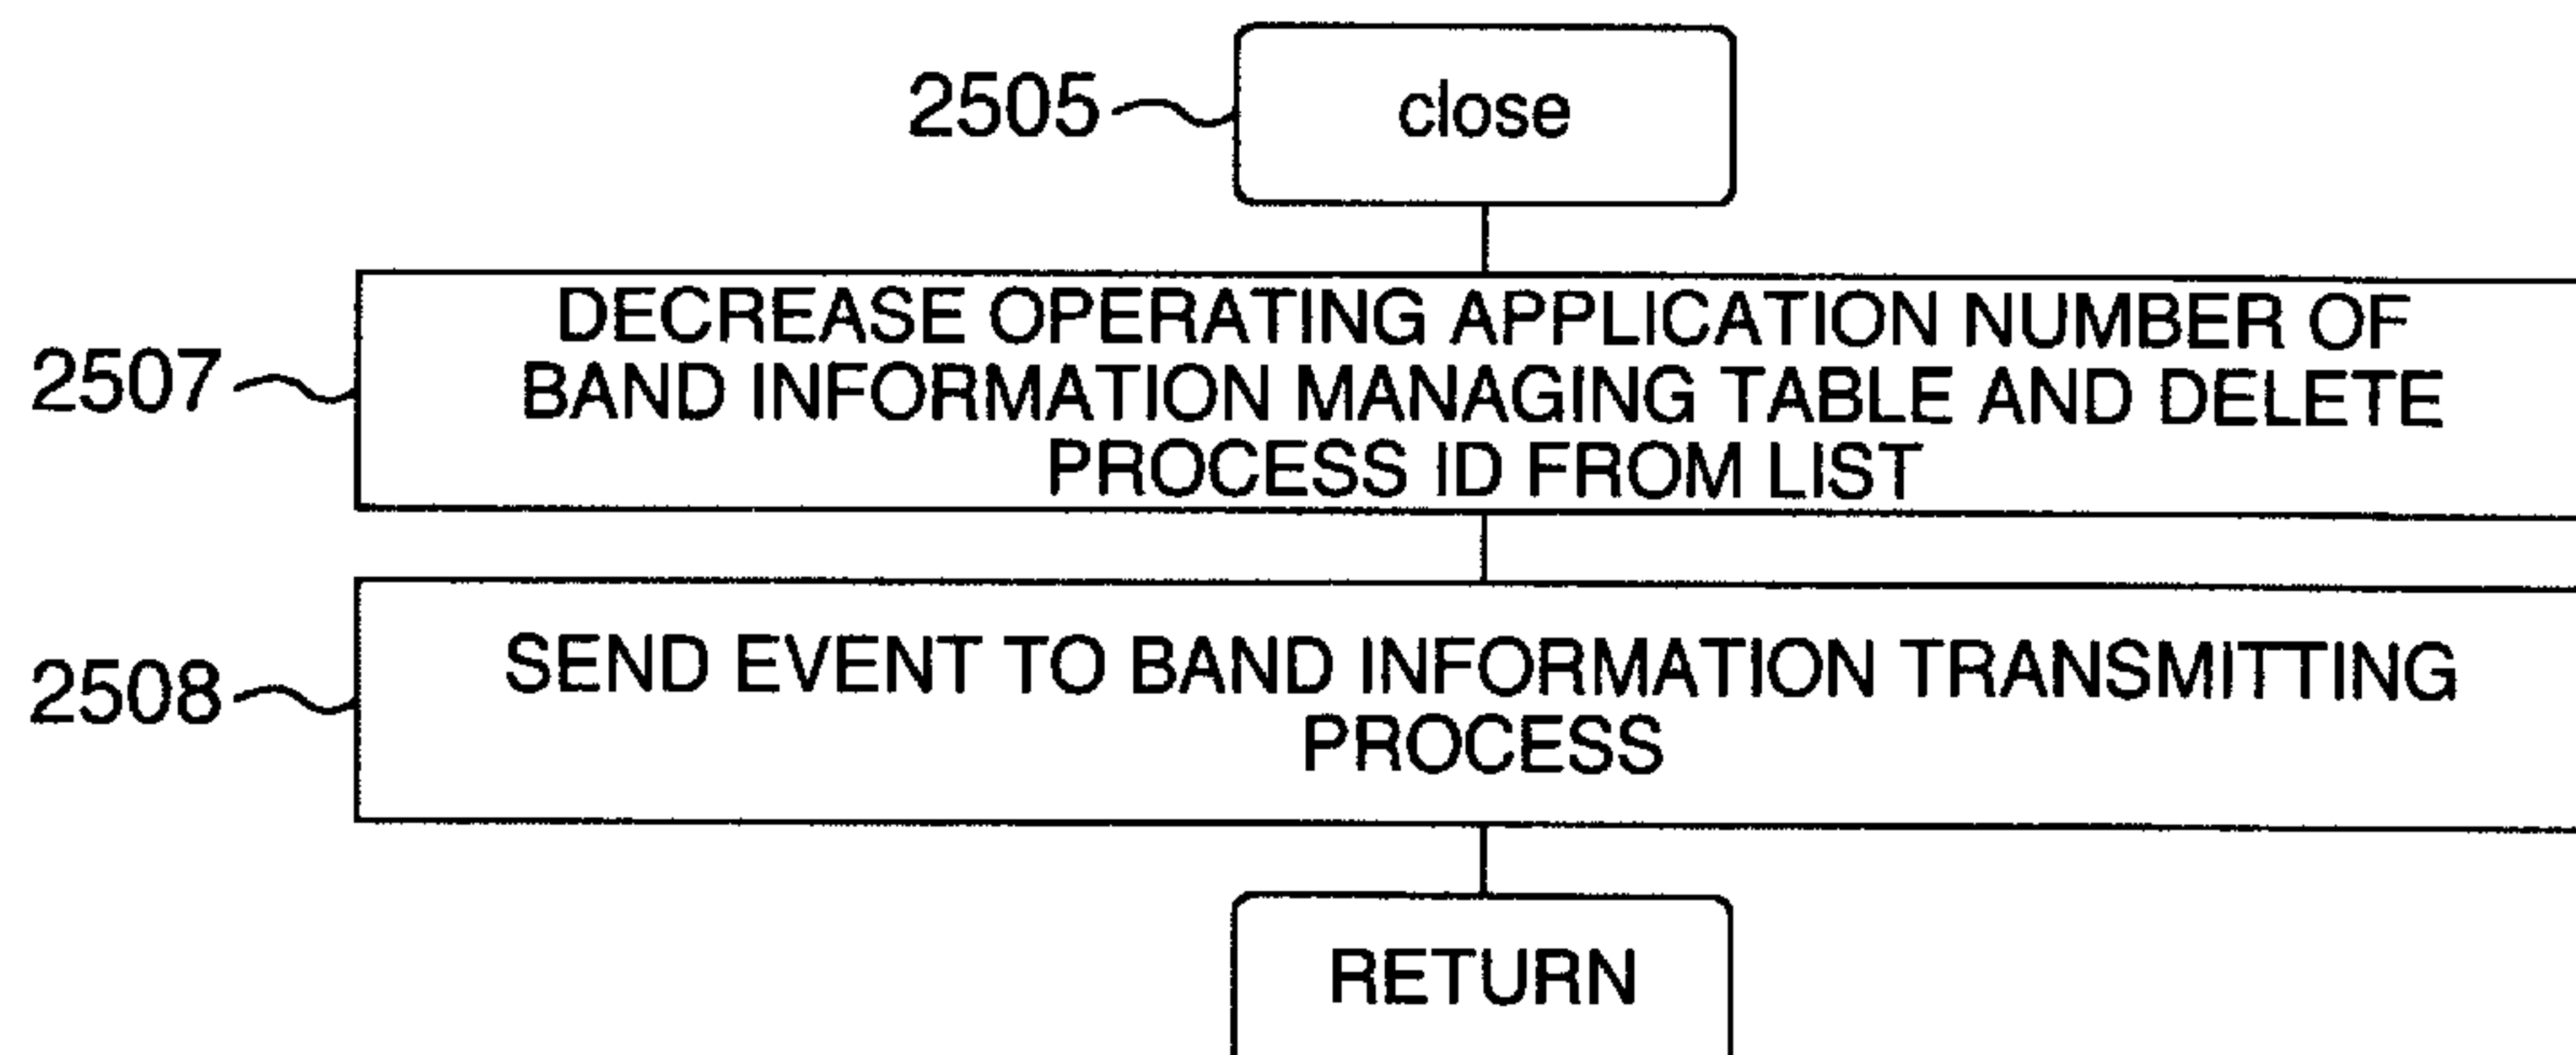 2505
close
2507
DECREASE OPERATING APPLICATION NUMBER OF
BAND INFORMATION MANAGING TABLE AND DELETE
PROCESS ID FROM LIST
2508
SEND EVENT TO BAND INFORMATION TRANSMITTING
PROCESS
RETURN